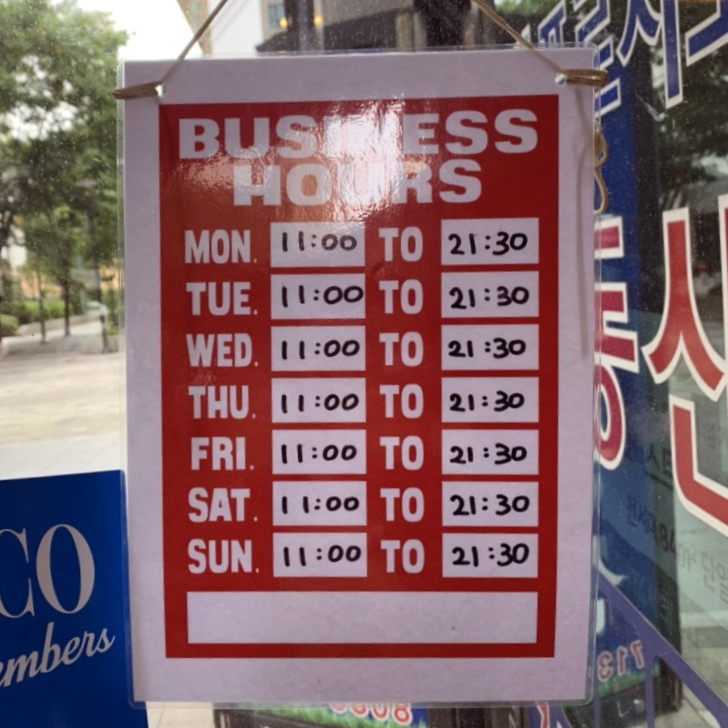 BUSINESS
HOURS
MON. 11:00 TO 21:30
TUE. 11:00 TO 21:30
WED. 11:00 TO 21:30
THU. 11:00 TO 21:30
FRI. 11:00 TO 21:30
SAT. 11:00 TO 21:30
SUN. 11:00 TO 21:30
CO